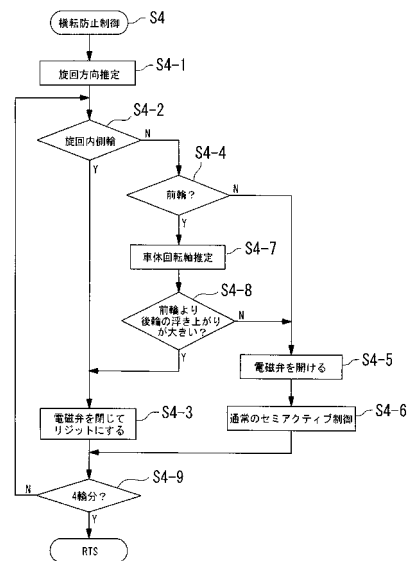 横転防止制御
S4
旋回方向推定
S4-1
S4-2
旋回内側輪
N
Y
S4-4
前輪？
N
Y
S4-7
車体回転軸推定
S4-8
前輪より
後輪の浮き上がり
が大きい？
N
Y
S4-5
電磁弁を開ける
S4-3
電磁弁を閉じて
リジットにする
S4-6
通常のセミアクティブ制御
S4-9
4輪分？
N
Y
RTS